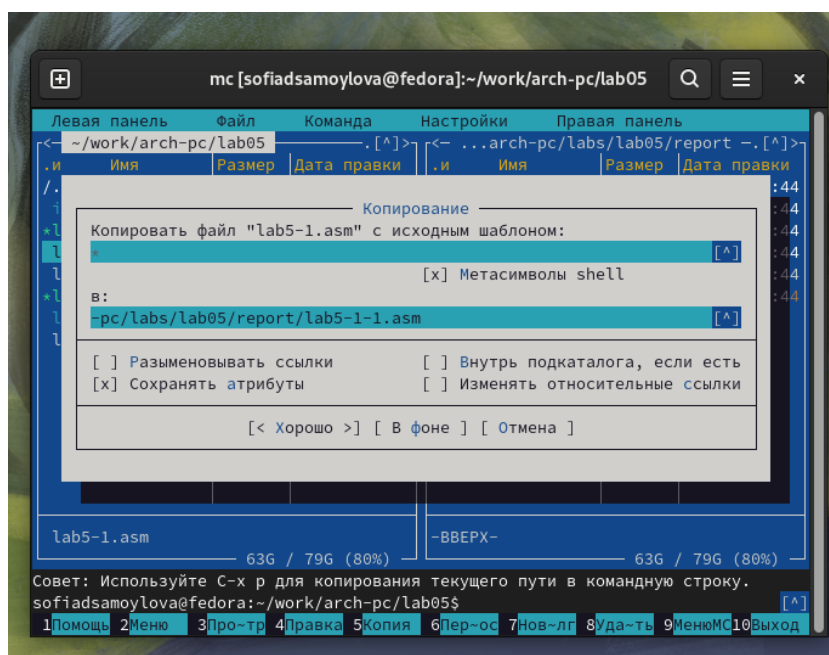 mc [sofiadsamoylova@fedora]:~/work/arch-pc/lab05
Левая панель Файл Команда Настройки Правая панель
<— ~/work/arch-pc/lab05 .[^]> <— ...arch-pc/labs/lab05/report —.[^]>
.и Имя Размер Дата правки .и Имя Размер Дата правки
/. :44
Копирование
:44
Копировать файл "lab5-1.asm" с исходным шаблоном:
* [^]
[x] Метасимволы shell
в:
-pc/labs/lab05/report/lab5-1-1.asm [^]
[ ] Разыменовывать ссылки [ ] Внутрь подкаталога, если есть
[x] Сохранять атрибуты [ ] Изменять относительные ссылки
[< Хорошо >] [ В фоне ] [ Отмена ]
lab5-1.asm -ВВЕРХ-
63G / 79G (80%) 63G / 79G (80%)
Совет: Используйте C-x p для копирования текущего пути в командную строку.
sofiadsamoylova@fedora:~/work/arch-pc/lab05$ [^]
1Помощь 2Меню 3Про~тр 4Правка 5Копия 6Пер~ос 7Нов~лг 8Уда~ть 9МенюMC 10Выход